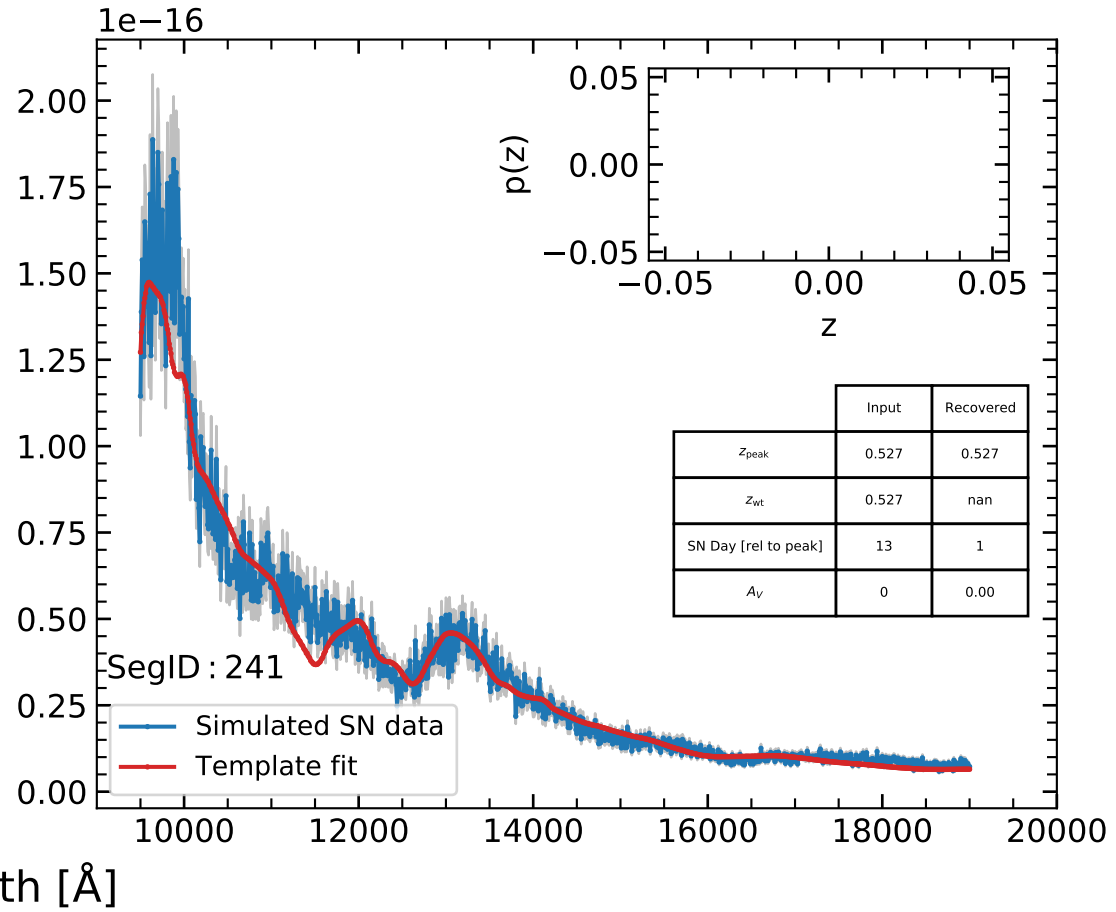 1e−16
2.00
1.75
1.50
1.25
1.00
0.75
0.50
0.25
0.00
10000 12000 14000 16000 18000 20000
th [Å]
0.05
0.00
−0.05
p(z)
−0.05 0.00 0.05
z
Input Recovered
z_peak 0.527 0.527
z_wt 0.527 nan
SN Day [rel to peak] 13 1
A_V 0 0.00
SegID : 241
Simulated SN data
Template fit